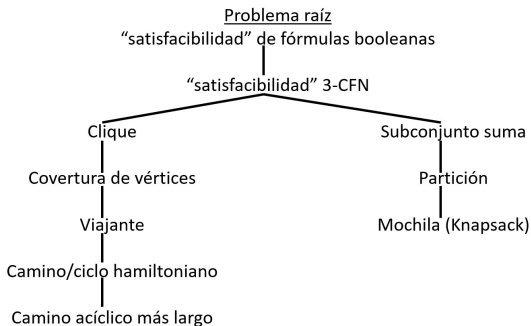 Problema raíz
“satisfacibilidad” de fórmulas booleanas
“satisfacibilidad” 3-CFN
Clique
Subconjunto suma
Covertura de vértices
Partición
Viajante
Mochila (Knapsack)
Camino/ciclo hamiltoniano
Camino acíclico más largo